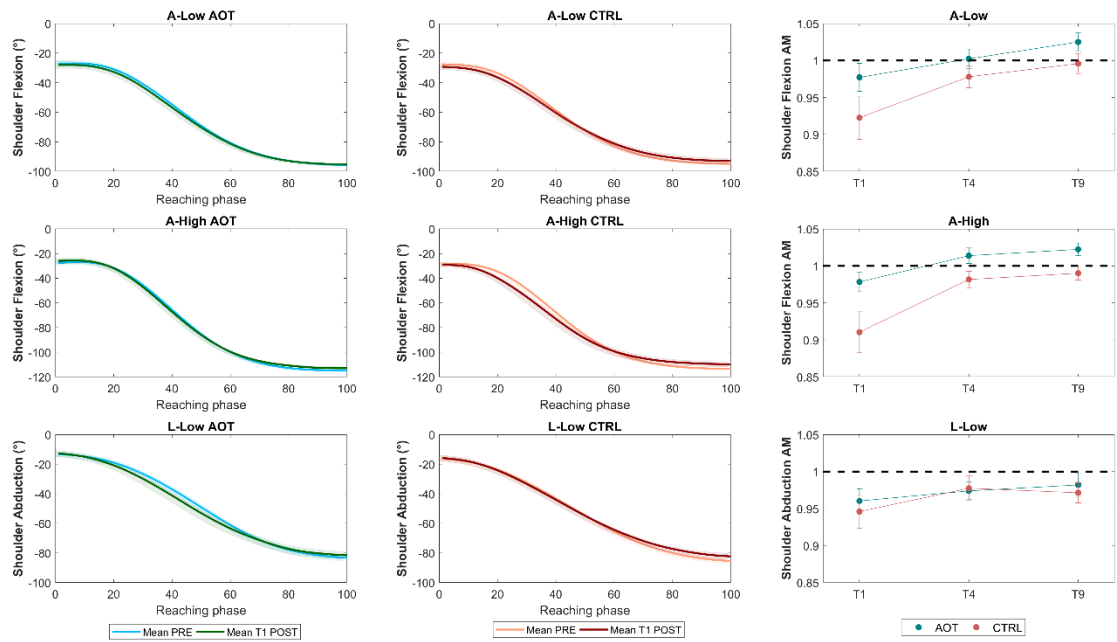 A-Low AOT
Shoulder Flexion (°)
0
-20
-40
-60
-80
-100
0 20 40 60 80 100
Reaching phase
A-Low CTRL
Shoulder Flexion (°)
0
-20
-40
-60
-80
-100
0 20 40 60 80 100
Reaching phase
A-Low
Shoulder Flexion AM
1.05
1
0.95
0.9
0.85
T1 T4 T9
A-High AOT
Shoulder Flexion (°)
0
-20
-40
-60
-80
-100
-120
0 20 40 60 80 100
Reaching phase
A-High CTRL
Shoulder Flexion (°)
0
-20
-40
-60
-80
-100
-120
0 20 40 60 80 100
Reaching phase
A-High
Shoulder Flexion AM
1.05
1
0.95
0.9
0.85
T1 T4 T9
L-Low AOT
Shoulder Abduction (°)
0
-20
-40
-60
-80
-100
0 20 40 60 80 100
Reaching phase
Mean PRE Mean T1 POST
L-Low CTRL
Shoulder Abduction (°)
0
-20
-40
-60
-80
-100
0 20 40 60 80 100
Reaching phase
Mean PRE Mean T1 POST
L-Low
Shoulder Abduction AM
1.05
1
0.95
0.9
0.85
T1 T4 T9
AOT CTRL